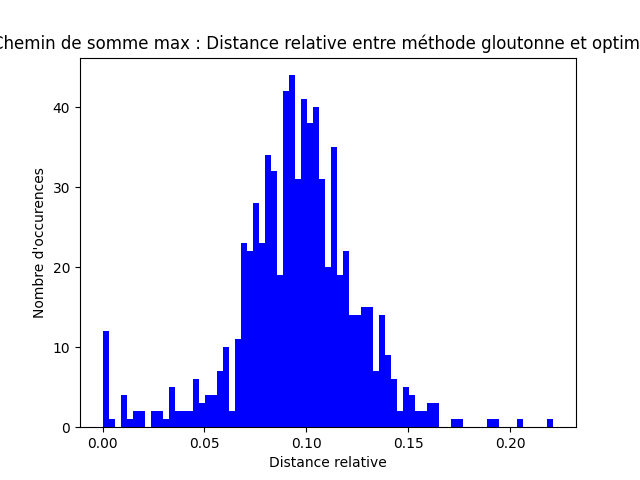 Chemin de somme max : Distance relative entre méthode gloutonne et optim
40
30
20
10
0
Nombre d'occurences
0.00 0.05 0.10 0.15 0.20
Distance relative